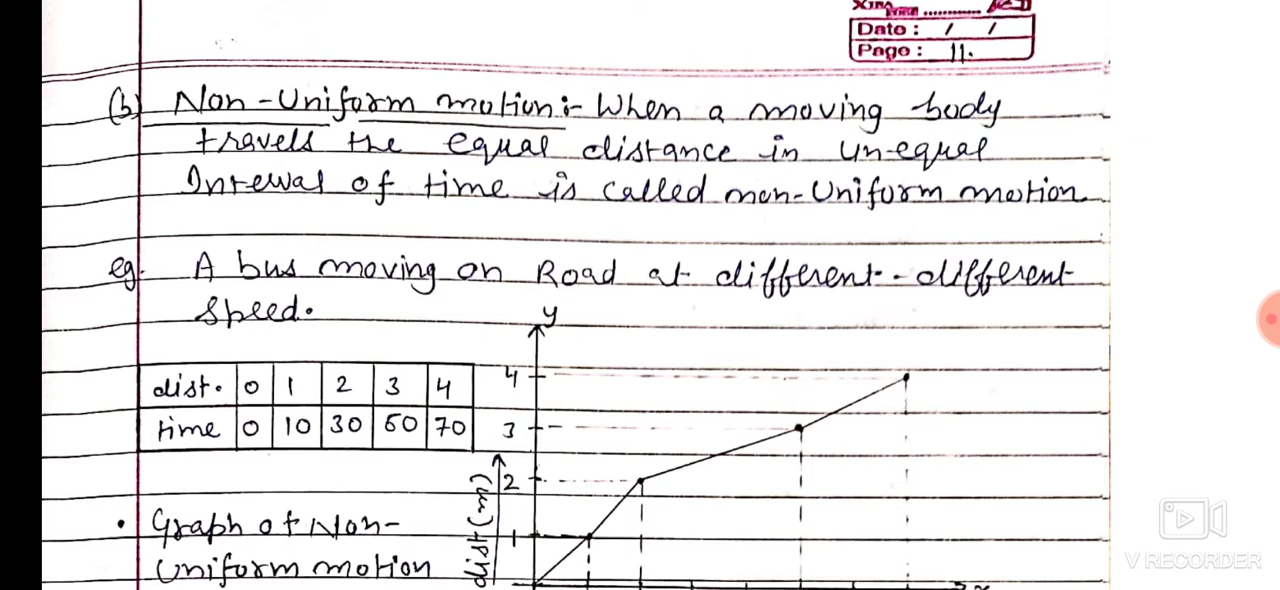 Date : / /
Page : 11.
(b) Non-Uniform motion:- When a moving body
travels the equal distance in un-equal
Interval of time is called non-Uniform motion.
eg. A bus moving on Road at different-different
speed.
dist. 0 1 2 3 4
time 0 10 30 60 70
y
4
3
2
1
dist. (m)
• Graph of Non-
Uniform motion
V RECORDER